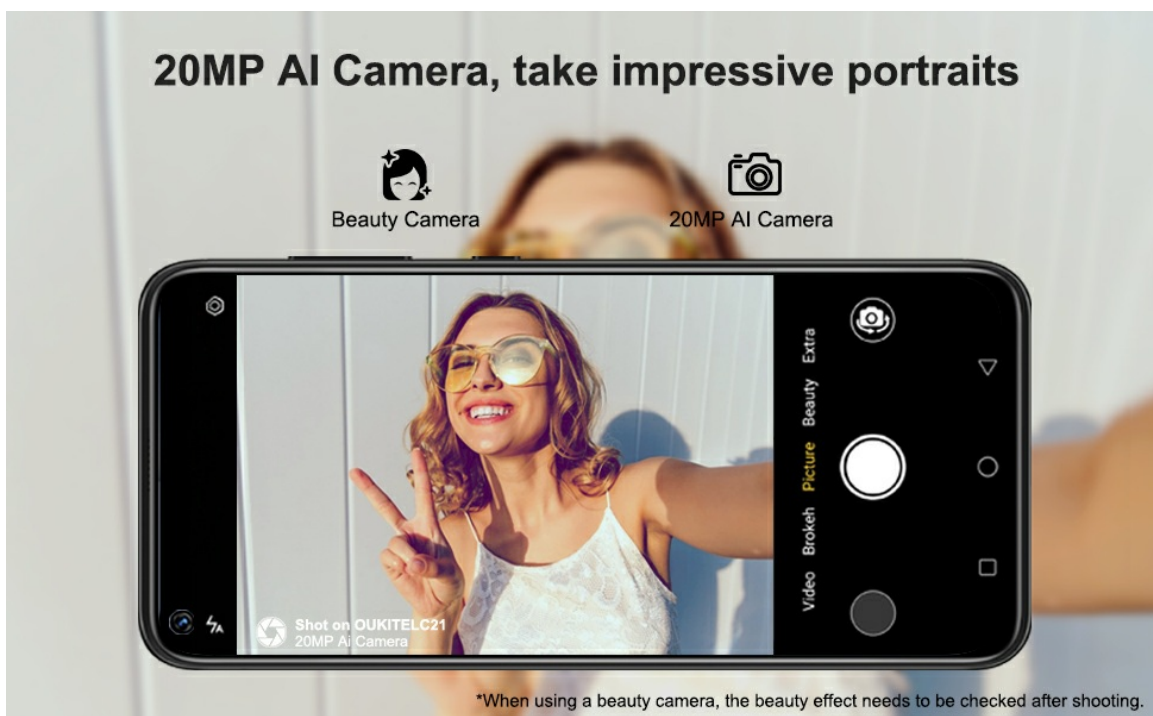 20MP AI Camera, take impressive portraits
Beauty Camera
20MP AI Camera
Extra
Beauty
Picture
Brokeh
Video
Shot on OUKITELC21
20MP Ai Camera
*When using a beauty camera, the beauty effect needs to be checked after shooting.